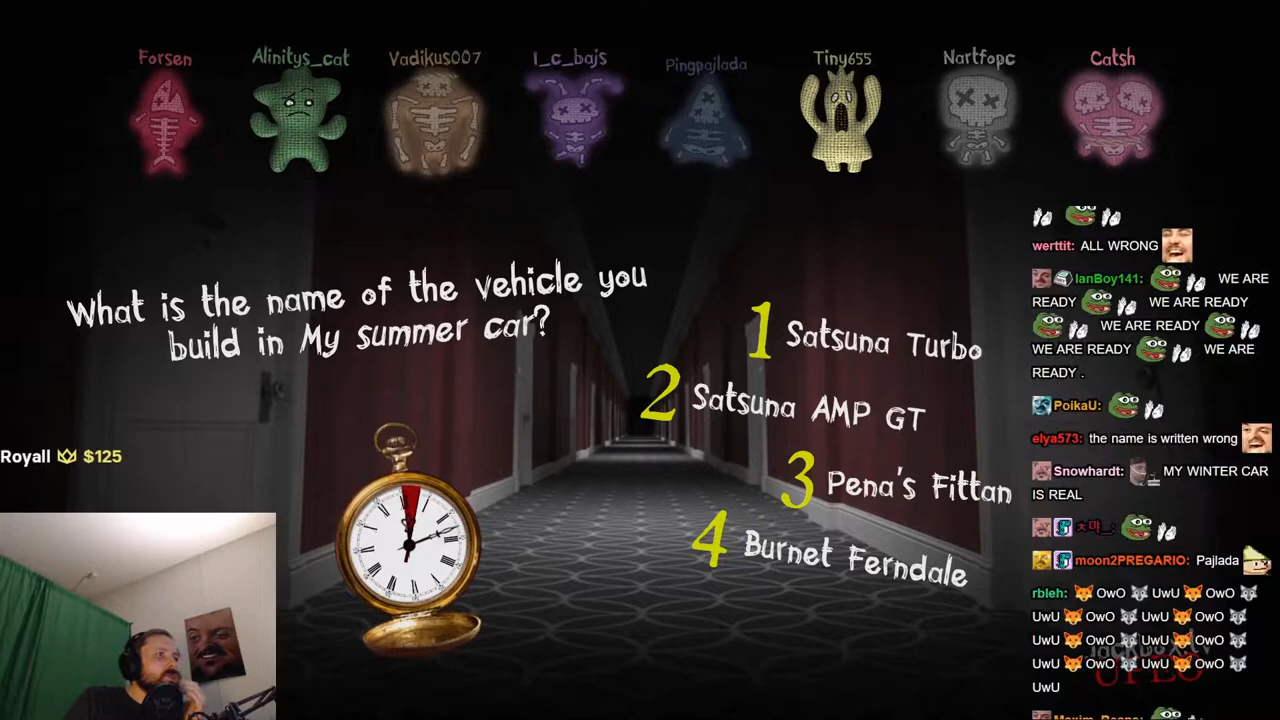 Forsen
Alinitys_cat
Vadikus007
I_c_bajs
Pingpajlada
Tiny655
Nartfopc
Catsh
What is the name of the vehicle you
build in My summer car?
1 Satsuna Turbo
2 Satsuna AMP GT
3 Pena's Fittan
4 Burnet Ferndale
Royall $125
werttit: ALL WRONG
IanBoy141: WE ARE
READY WE ARE READY
WE ARE READY
WE ARE READY WE ARE
READY .
PoikaU:
elya573: the name is written wrong
Snowhardt: MY WINTER CAR
IS REAL
moon2PREGARIO: Pajlada
rbleh: OwO UwU OwO
UwU OwO UwU OwO
UwU OwO UwU OwO
UwU OwO UwU OwO
UwU